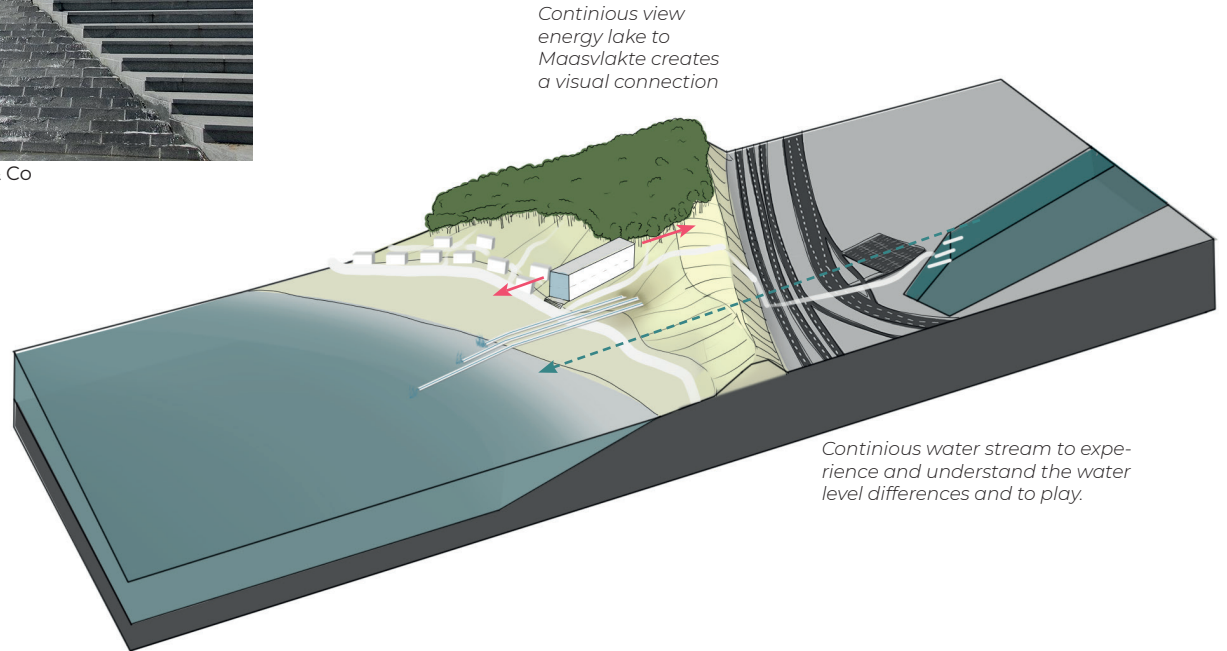 Continious view
energy lake to
Maasvlakte creates
a visual connection
Co
Continious water stream to expe-
rience and understand the water
level differences and to play.